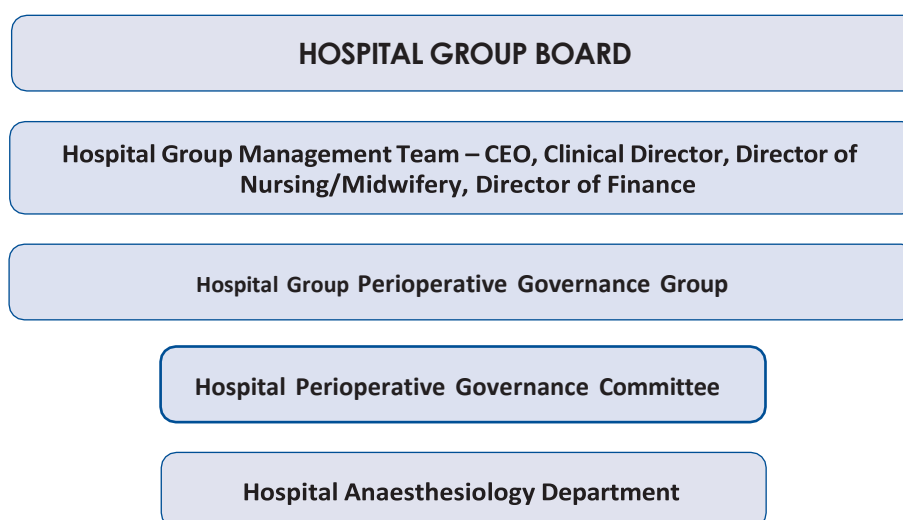 HOSPITAL GROUP BOARD
Hospital Group Management Team – CEO, Clinical Director, Director of
Nursing/Midwifery, Director of Finance
Hospital Group Perioperative Governance Group
Hospital Perioperative Governance Committee
Hospital Anaesthesiology Department